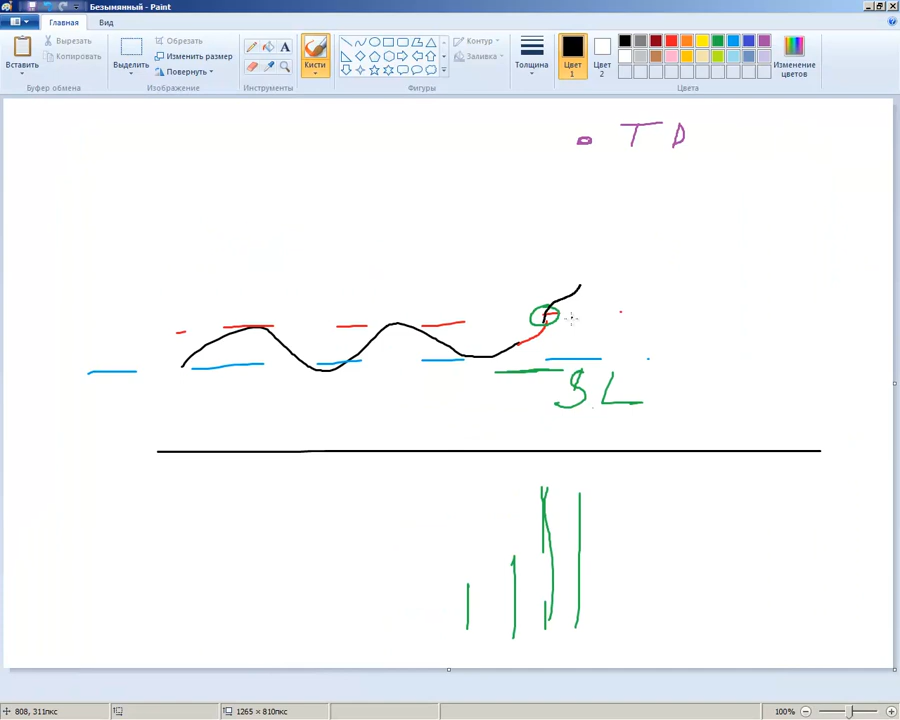 Безымянный - Paint
Главная
Вид
Вставить
Вырезать
Копировать
Буфер обмена
Выделить
Обрезать
Изменить размер
Повернуть
Изображение
Инструменты
Кисти
Фигуры
Контур
Заливка
Толщина
Цвет 1
Цвет 2
Изменение цветов
Цвета
SL
808, 311пкс
1265 × 810пкс
100%